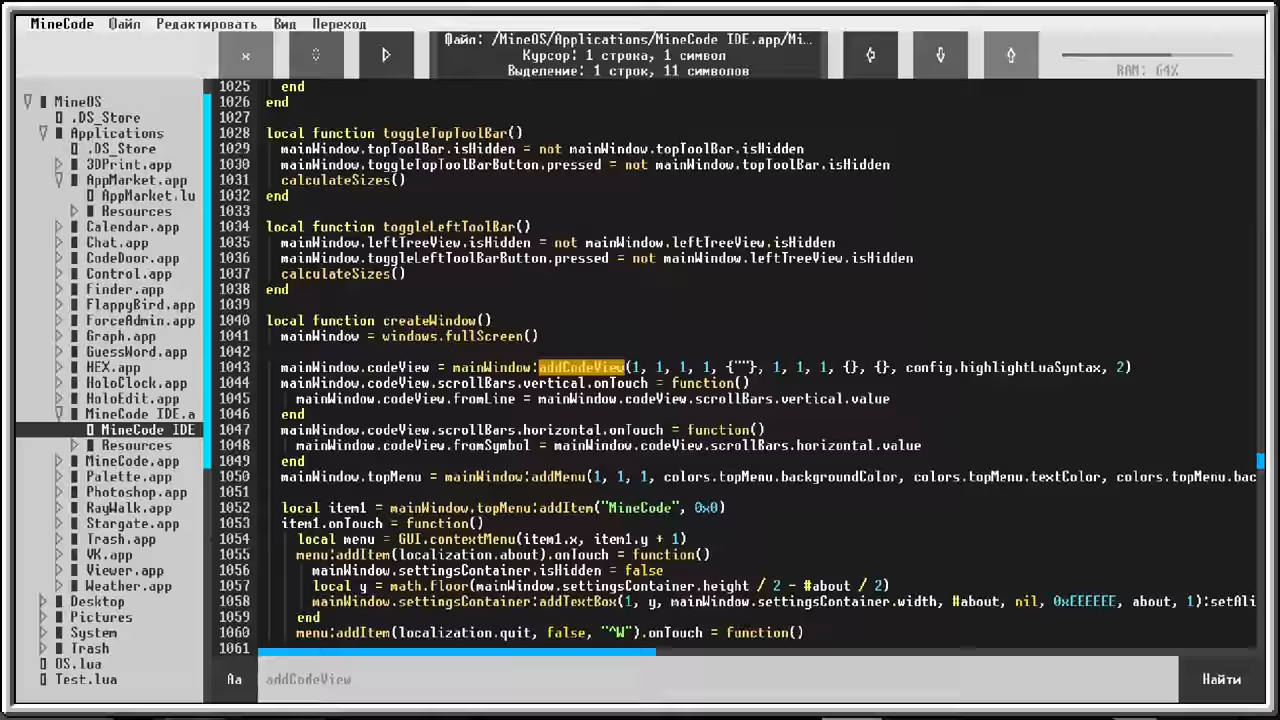 MineCode Файл Редактировать Вид Переход
Файл: /MineOS/Applications/MineCode IDE.app/Mi…
Курсор: 1 строка, 1 символ
Выделение: 1 строк, 11 символов
RAM: 64%
MineOS
.DS_Store
Applications
.DS_Store
3DPrint.app
AppMarket.app
AppMarket.lu
Resources
Calendar.app
Chat.app
CodeDoor.app
Control.app
Finder.app
FlappyBird.app
ForceAdmin.app
Graph.app
GuessWord.app
HEX.app
HoloClock.app
HoloEdit.app
MineCode IDE.a
MineCode IDE
Resources
MineCode.app
Palette.app
Photoshop.app
RayWalk.app
Stargate.app
Trash.app
VK.app
Viewer.app
Weather.app
Desktop
Pictures
System
Trash
OS.lua
Test.lua
1025 end
1026 end
1027
1028 local function toggleTopToolBar()
1029 mainWindow.topToolBar.isHidden = not mainWindow.topToolBar.isHidden
1030 mainWindow.toggleTopToolBarButton.pressed = not mainWindow.topToolBar.isHidden
1031 calculateSizes()
1032 end
1033
1034 local function toggleLeftToolBar()
1035 mainWindow.leftTreeView.isHidden = not mainWindow.leftTreeView.isHidden
1036 mainWindow.toggleLeftToolBarButton.pressed = not mainWindow.leftTreeView.isHidden
1037 calculateSizes()
1038 end
1039
1040 local function createWindow()
1041 mainWindow = windows.fullScreen()
1042
1043 mainWindow.codeView = mainWindow:addCodeView(1, 1, 1, 1, {""}, 1, 1, 1, {}, {}, config.highlightLuaSyntax, 2)
1044 mainWindow.codeView.scrollBars.vertical.onTouch = function()
1045 mainWindow.codeView.fromLine = mainWindow.codeView.scrollBars.vertical.value
1046 end
1047 mainWindow.codeView.scrollBars.horizontal.onTouch = function()
1048 mainWindow.codeView.fromSymbol = mainWindow.codeView.scrollBars.horizontal.value
1049 end
1050 mainWindow.topMenu = mainWindow:addMenu(1, 1, 1, colors.topMenu.backgroundColor, colors.topMenu.textColor, colors.topMenu.bac
1051
1052 local item1 = mainWindow.topMenu:addItem("MineCode", 0x0)
1053 item1.onTouch = function()
1054 local menu = GUI.contextMenu(item1.x, item1.y + 1)
1055 menu:addItem(localization.about).onTouch = function()
1056 mainWindow.settingsContainer.isHidden = false
1057 local y = math.floor(mainWindow.settingsContainer.height / 2 - #about / 2)
1058 mainWindow.settingsContainer:addTextBox(1, y, mainWindow.settingsContainer.width, #about, nil, 0xEEEEEE, about, 1):setAli
1059 end
1060 menu:addItem(localization.quit, false, "^W").onTouch = function()
1061
Aa addCodeView Найти